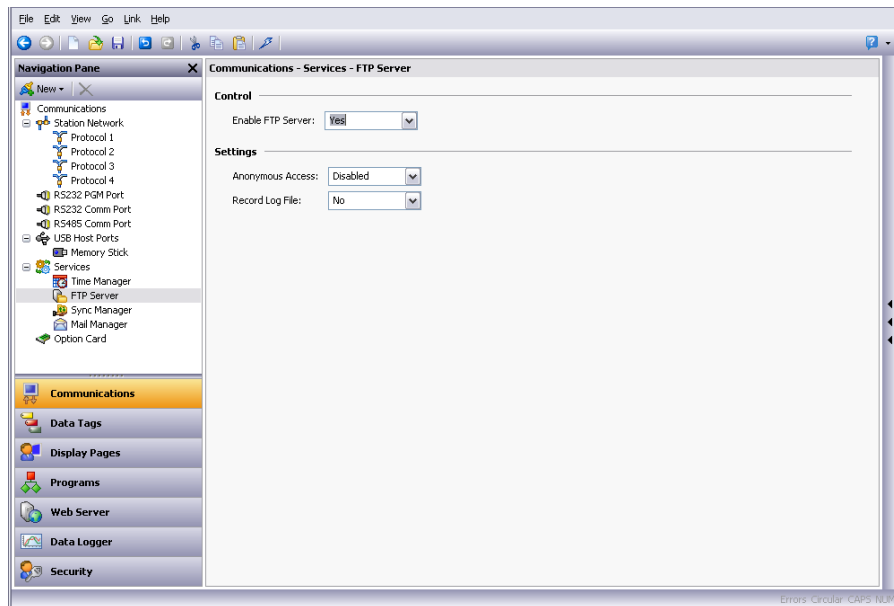 File Edit View Go Link Help
Navigation Pane
Communications - Services - FTP Server
New
Communications
Station Network
Protocol 1
Protocol 2
Protocol 3
Protocol 4
RS232 PGM Port
RS232 Comm Port
RS485 Comm Port
USB Host Ports
Memory Stick
Services
Time Manager
FTP Server
Sync Manager
Mail Manager
Option Card
Control
Enable FTP Server: Yes
Settings
Anonymous Access: Disabled
Record Log File: No
Communications
Data Tags
Display Pages
Programs
Web Server
Data Logger
Security
Errors Circular CAPS NUM